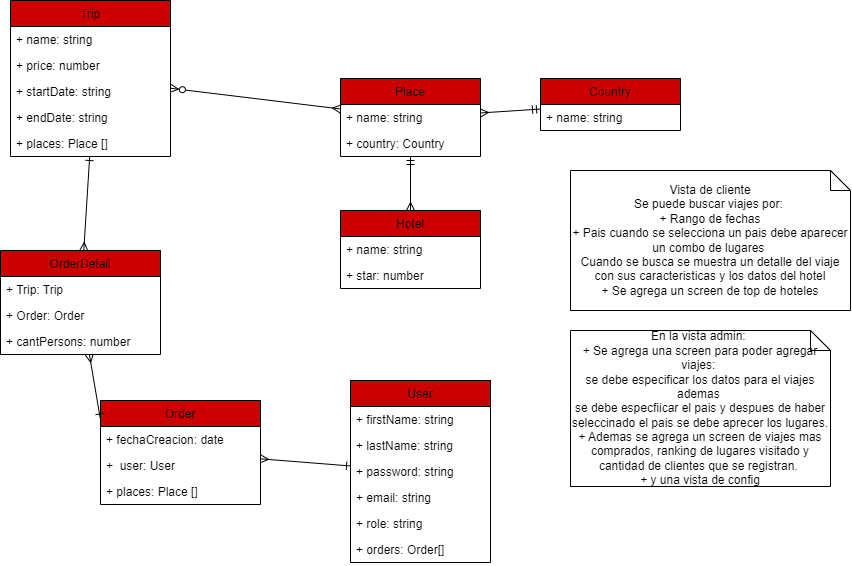 Trip
+ name: string
+ price: number
+ startDate: string
+ endDate: string
+ places: Place []
Place
+ name: string
+ country: Country
Country
+ name: string
Hotel
+ name: string
+ star: number
OrderDetail
+ Trip: Trip
+ Order: Order
+ cantPersons: number
Order
+ fechaCreacion: date
+ user: User
+ places: Place []
User
+ firstName: string
+ lastName: string
+ password: string
+ email: string
+ role: string
+ orders: Order[]
Vista de cliente
Se puede buscar viajes por:
+ Rango de fechas
+ Pais cuando se selecciona un pais debe aparecer
un combo de lugares
Cuando se busca se muestra un detalle del viaje
con sus caracteristicas y los datos del hotel
+ Se agrega un screen de top de hoteles
En la vista admin:
+ Se agrega una screen para poder agregar
viajes:
se debe especificar los datos para el viajes
ademas
se debe especfiicar el pais y despues de haber
seleccinado el pais se debe aprecer los lugares.
+ Ademas se agrega un screen de viajes mas
comprados, ranking de lugares visitado y
cantidad de clientes que se registran.
+ y una vista de config